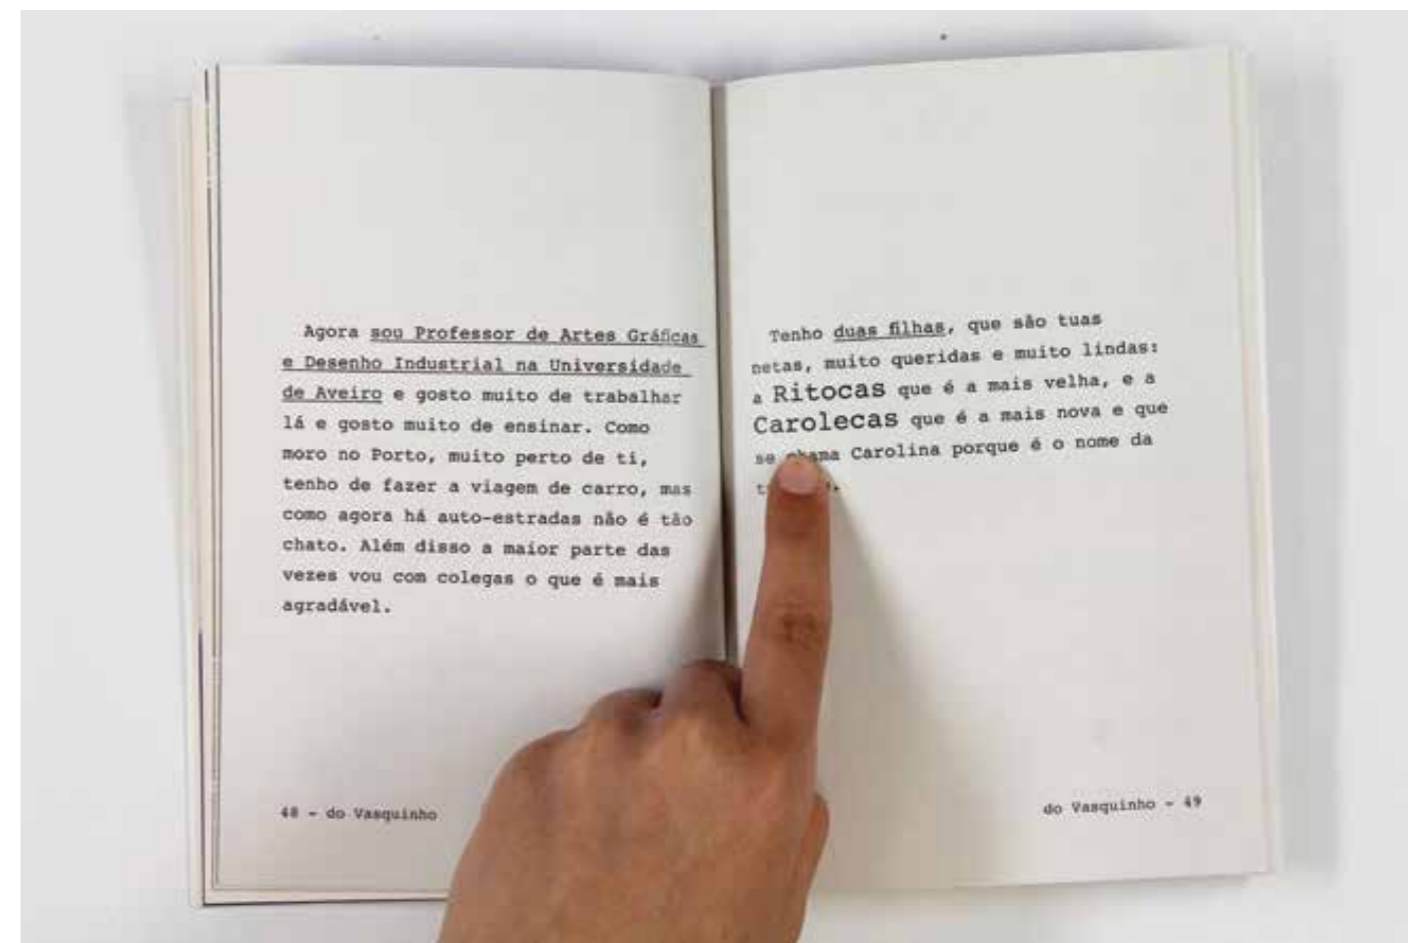 Agora sou Professor de Artes Gráficas
e Desenho Industrial na Universidade
de Aveiro e gosto muito de trabalhar
lá e gosto muito de ensinar. Como
moro no Porto, muito perto de ti,
tenho de fazer a viagem de carro, mas
como agora há auto-estradas não é tão
chato. Além disso a maior parte das
vezes vou com colegas o que é mais
agradável.
48 - do Vasquinho
Tenho duas filhas, que são tuas
netas, muito queridas e muito lindas:
a Ritocas que é a mais velha, e a
Carolecas que é a mais nova e que
se chama Carolina porque é o nome da
do Vasquinho - 49